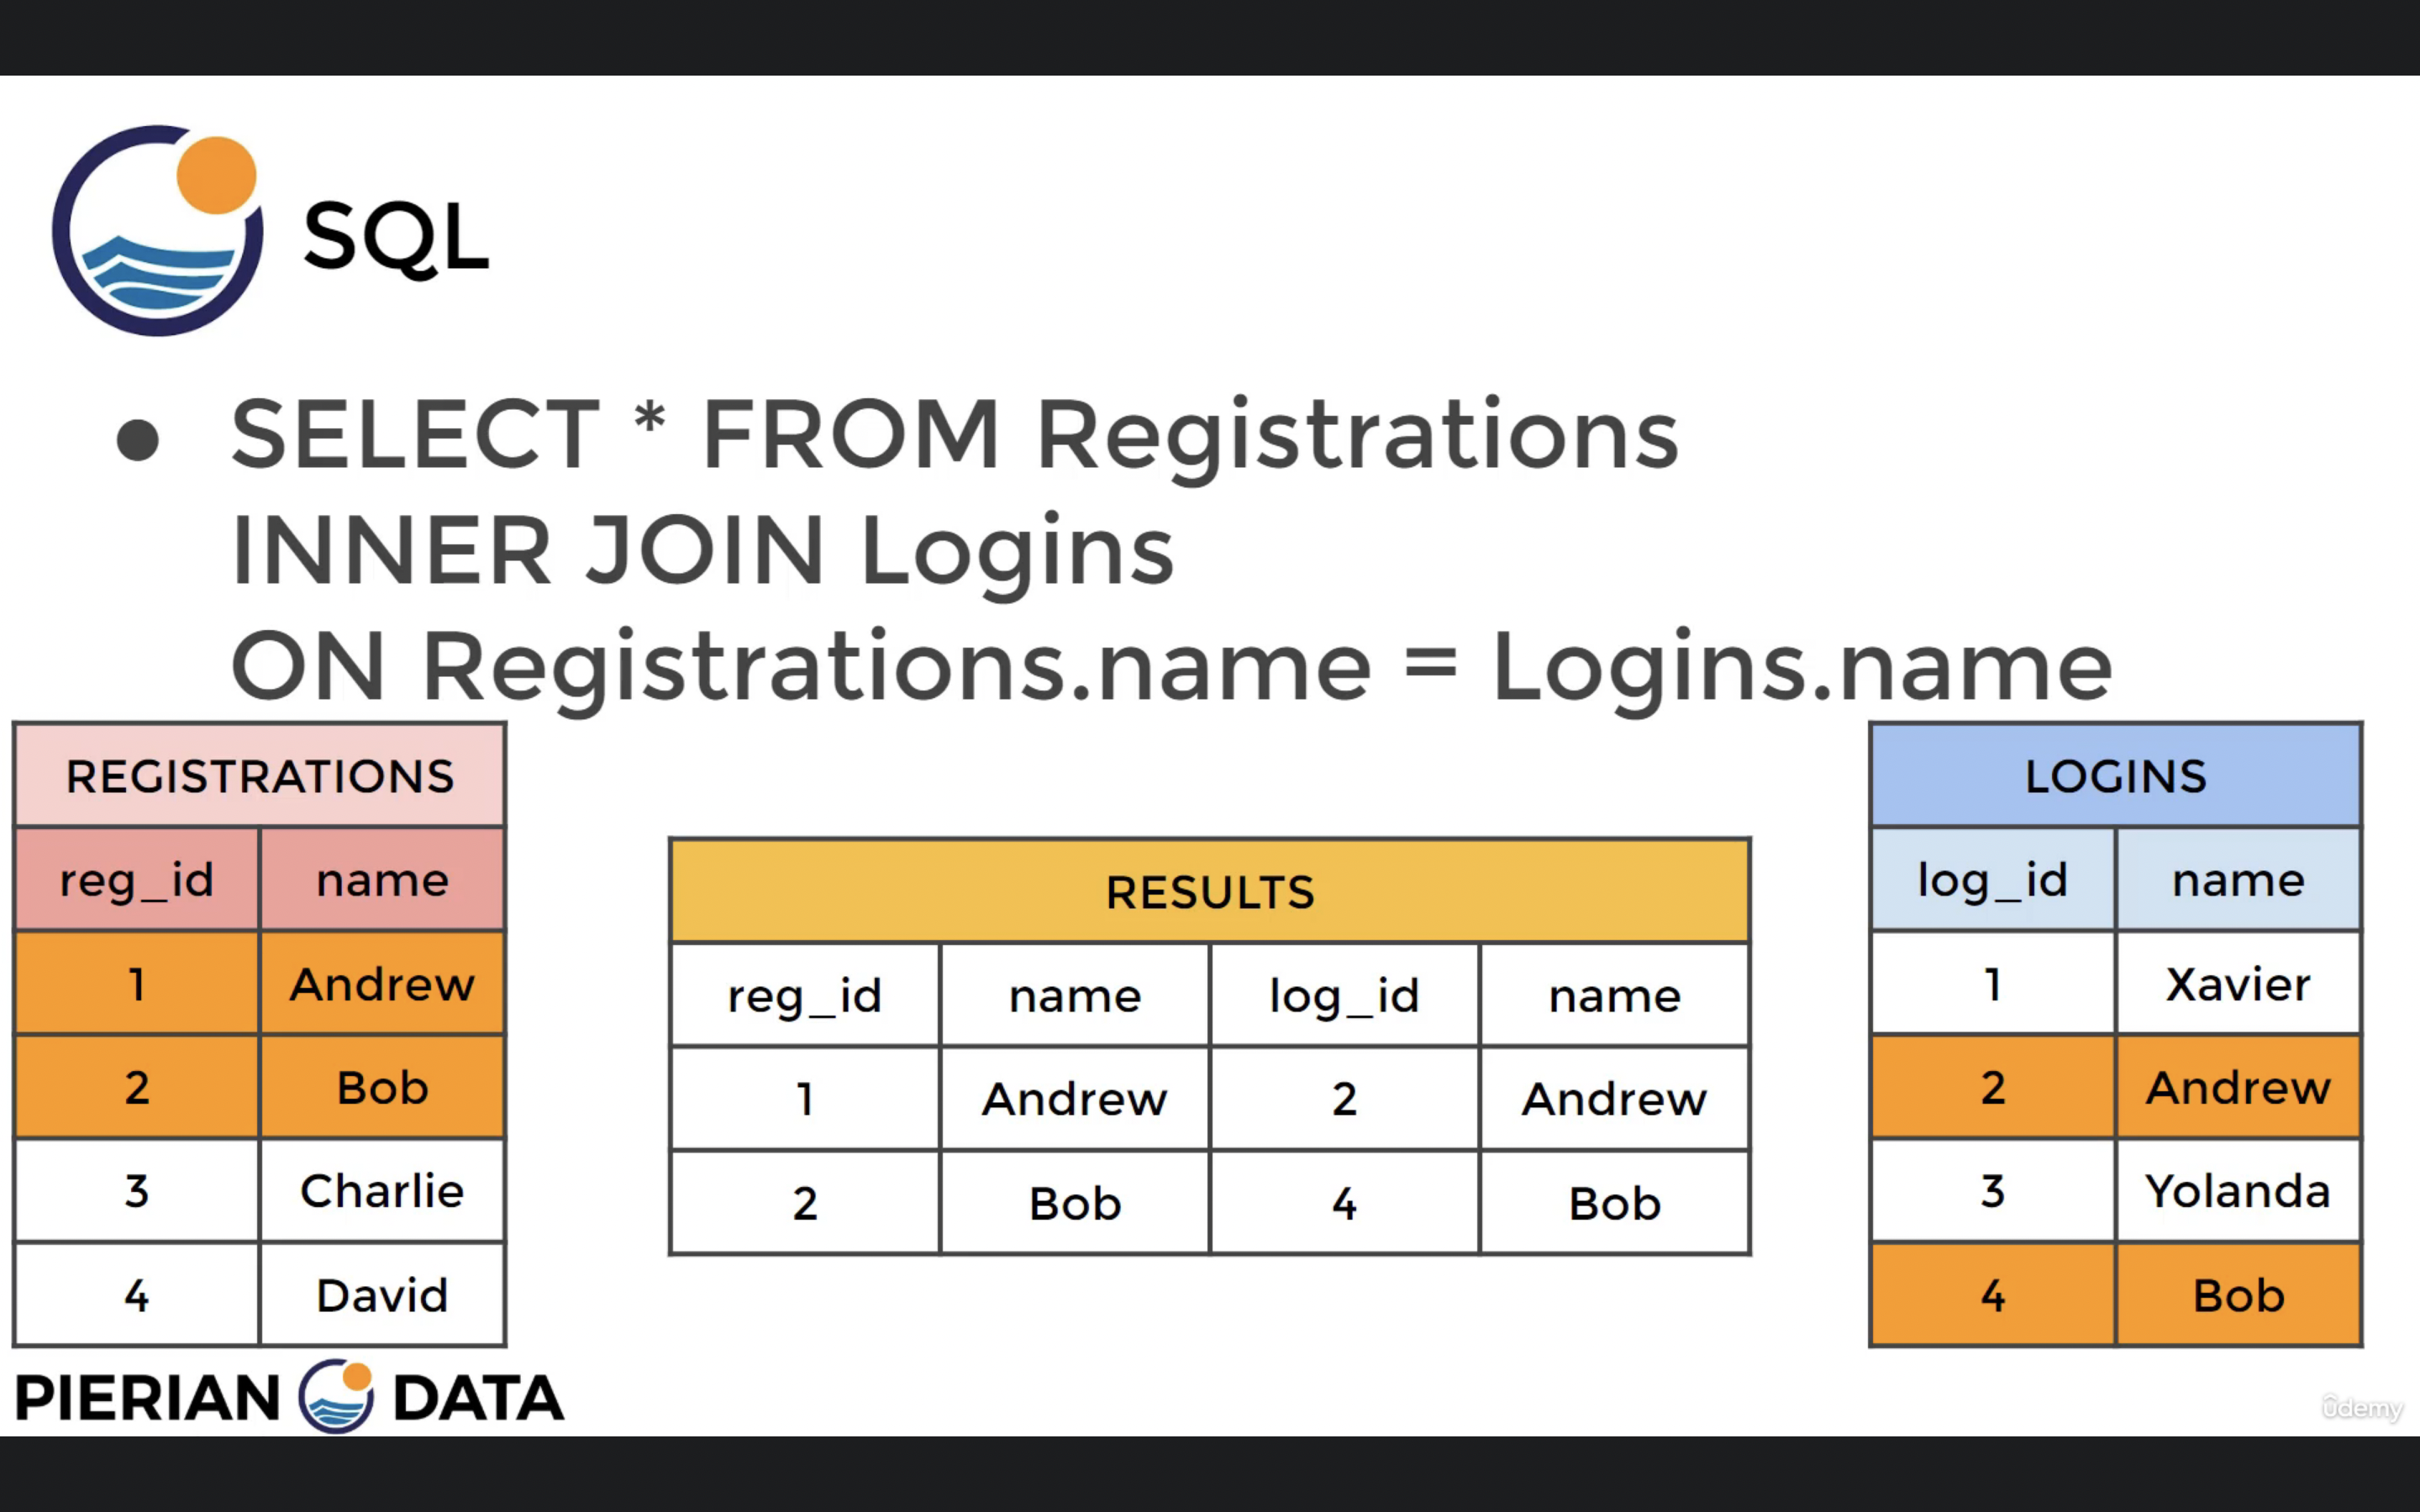 SQL
● SELECT * FROM Registrations
INNER JOIN Logins
ON Registrations.name = Logins.name
REGISTRATIONS
reg_id name
1 Andrew
2 Bob
3 Charlie
4 David
RESULTS
reg_id name log_id name
1 Andrew 2 Andrew
2 Bob 4 Bob
LOGINS
log_id name
1 Xavier
2 Andrew
3 Yolanda
4 Bob
PIERIAN DATA
ûdemy